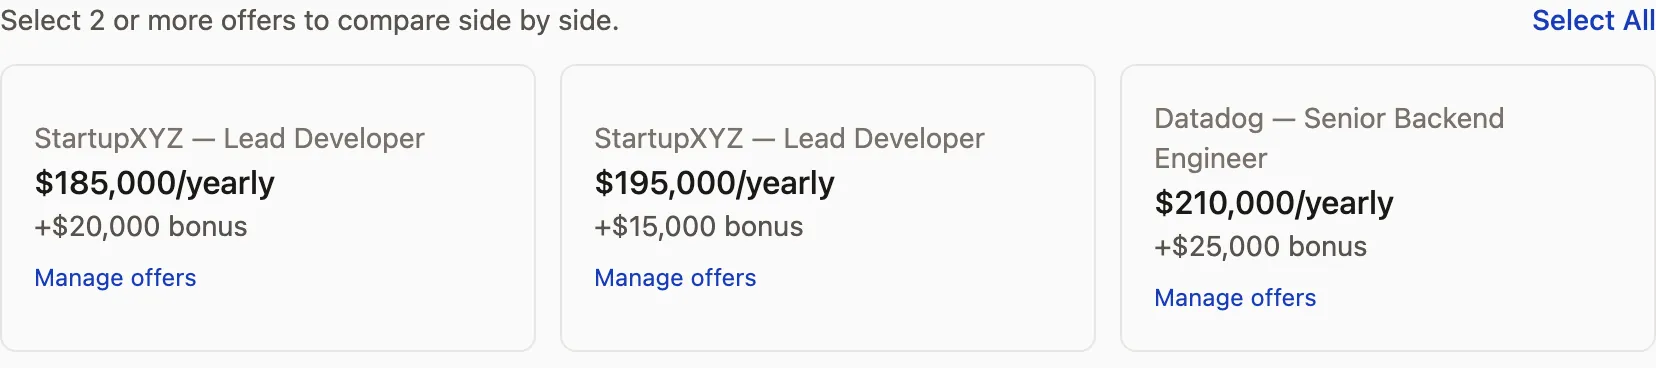 Select 2 or more offers to compare side by side.
Select All
StartupXYZ — Lead Developer
$185,000/yearly
+$20,000 bonus
Manage offers
StartupXYZ — Lead Developer
$195,000/yearly
+$15,000 bonus
Manage offers
Datadog — Senior Backend
Engineer
$210,000/yearly
+$25,000 bonus
Manage offers